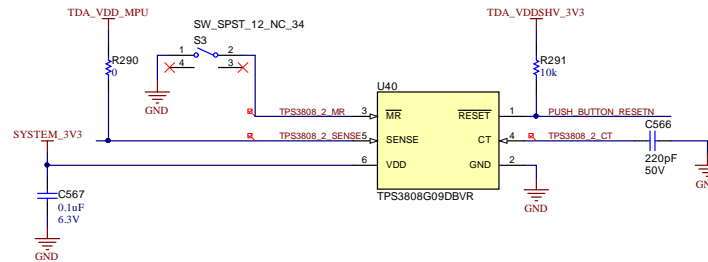 TDA_VDD_MPU
SW_SPST_12_NC_34
TDA_VDDSHV_3V3
S3
R290
0
1
2
4
3
R291
10k
GND
U40
TPS3808_2_MR
3
MR
RESET
1
PUSH_BUTTON_RESETN
SYSTEM_3V3
TPS3808_2_SENSE
5
SENSE
CT
4
TPS3808_2_CT
C566
6
VDD
GND
2
220pF
50V
GND
C567
0.1uF
6.3V
TPS3808G09DBVR
GND
GND